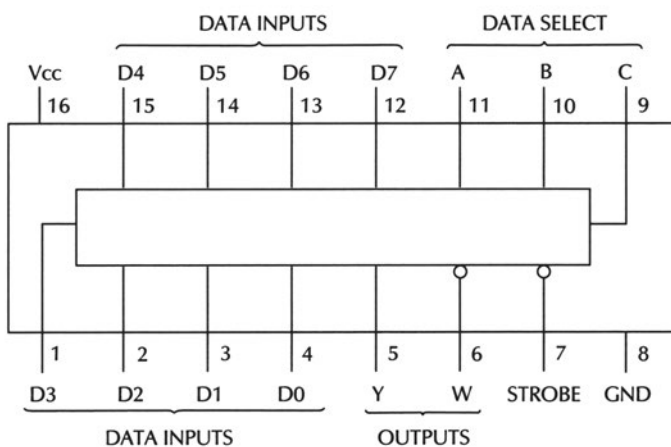 DATA INPUTS DATA SELECT
Vcc D4 D5 D6 D7 A B C
16 15 14 13 12 11 10 9
1 2 3 4 5 6 7 8
D3 D2 D1 D0 Y W STROBE GND
DATA INPUTS OUTPUTS